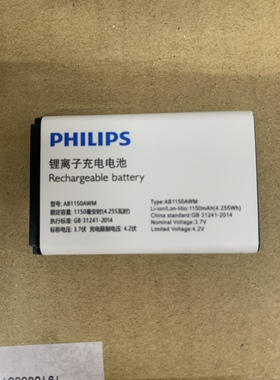 PHILIPS
锂离子充电电池
Rechargeable battery
型号: AB1150AWM
额定容量: 1150毫安时(4.255瓦时)
执行标准: GB 31241-2014
标称电压: 3.7伏 充电限制电压: 4.2伏
Type:AB1150AWM
Li-ion/Lon-Htio:1150mAh(4.255Wh)
China standard:GB 31241-2014
Nominal Voltage:3.7V
Limited Voltage:4.2V